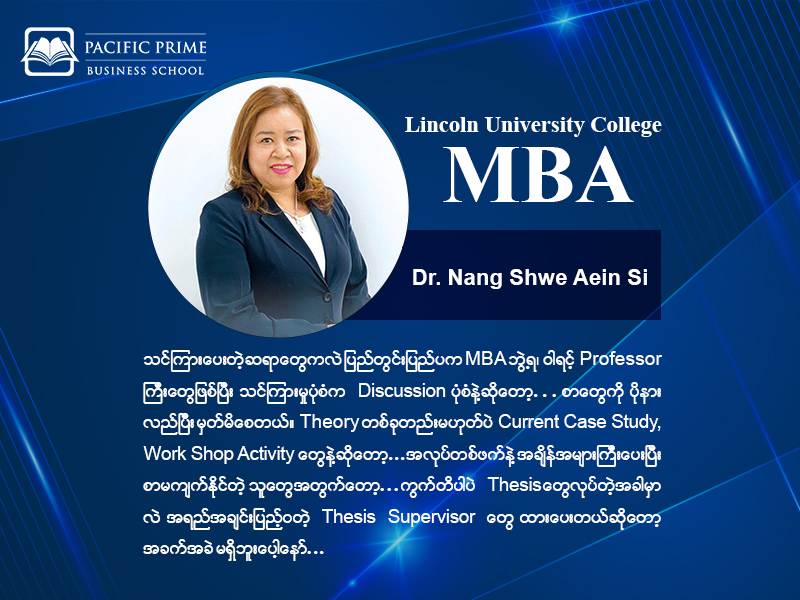 PACIFIC PRIME
BUSINESS SCHOOL
Lincoln University College
MBA
Dr. Nang Shwe Aein Si
သင်ကြားပေးတဲ့ဆရာတွေကလဲ ပြည်တွင်းပြည်ပက MBA ဘွဲ့ရ၊ ဝါရင့် Professor
ကြီးတွေဖြစ်ပြီး သင်ကြားမှုပုံစံက Discussion ပုံစံနဲ့ဆိုတော့. . . စာတွေကို ပိုနား
လည်ပြီး မှတ်မိစေတယ်။ Theory တစ်ခုတည်းမဟုတ်ပဲ Current Case Study,
Work Shop Activity တွေနဲ့ဆိုတော့...အလုပ်တစ်ဖက်နဲ့ အချိန်အများကြီးပေးပြီး
စာမကျက်နိုင်တဲ့ သူတွေအတွက်တော့...ကွက်တိပါပဲ Thesis တွေလုပ်တဲ့အခါမှာ
လဲ အရည်အချင်းပြည့်ဝတဲ့ Thesis Supervisor တွေ ထားပေးတယ်ဆိုတော့
အခက်အခဲ မရှိဘူးပေါ့နော်...